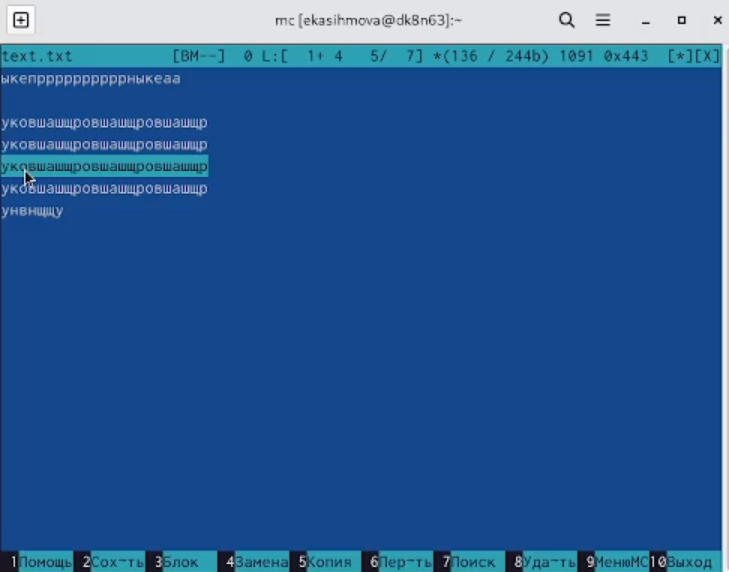 mc [ekasihmova@dk8n63]:~
text.txt [BM--] 0 L:[ 1+ 4 5/ 7] *(136 / 244b) 1091 0x443 [*][X]
ыкепррррррррррныкеаа
уковшашщровшашщровшашщр
уковшашщровшашщровшашщр
уковшашщровшашщровшашщр
уковшашщровшашщровшашщр
унвнщщу
1Помощь 2Сох~ть 3Блок 4Замена 5Копия 6Пер~ть 7Поиск 8Уда~ть 9МенюMC 10Выход